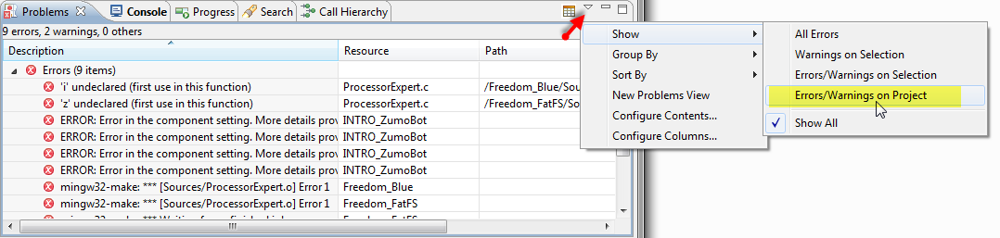 Problems Console Progress Search Call Hierarchy
9 errors, 2 warnings, 0 others
Description Resource Path
Errors (9 items)
'i' undeclared (first use in this function) ProcessorExpert.c /Freedom_Blue/Sou
'z' undeclared (first use in this function) ProcessorExpert.c /Freedom_FatFS/So
ERROR: Error in the component setting. More details prov INTRO_ZumoBot
ERROR: Error in the component setting. More details prov INTRO_ZumoBot
ERROR: Error in the component setting. More details prov INTRO_ZumoBot
ERROR: Error in the component setting. More details prov INTRO_ZumoBot
mingw32-make: *** [Sources/ProcessorExpert.o] Error 1 Freedom_Blue
mingw32-make: *** [Sources/ProcessorExpert.o] Error 1 Freedom_FatFS
Show
Group By
Sort By
New Problems View
Configure Contents...
Configure Columns...
All Errors
Warnings on Selection
Errors/Warnings on Selection
Errors/Warnings on Project
Show All